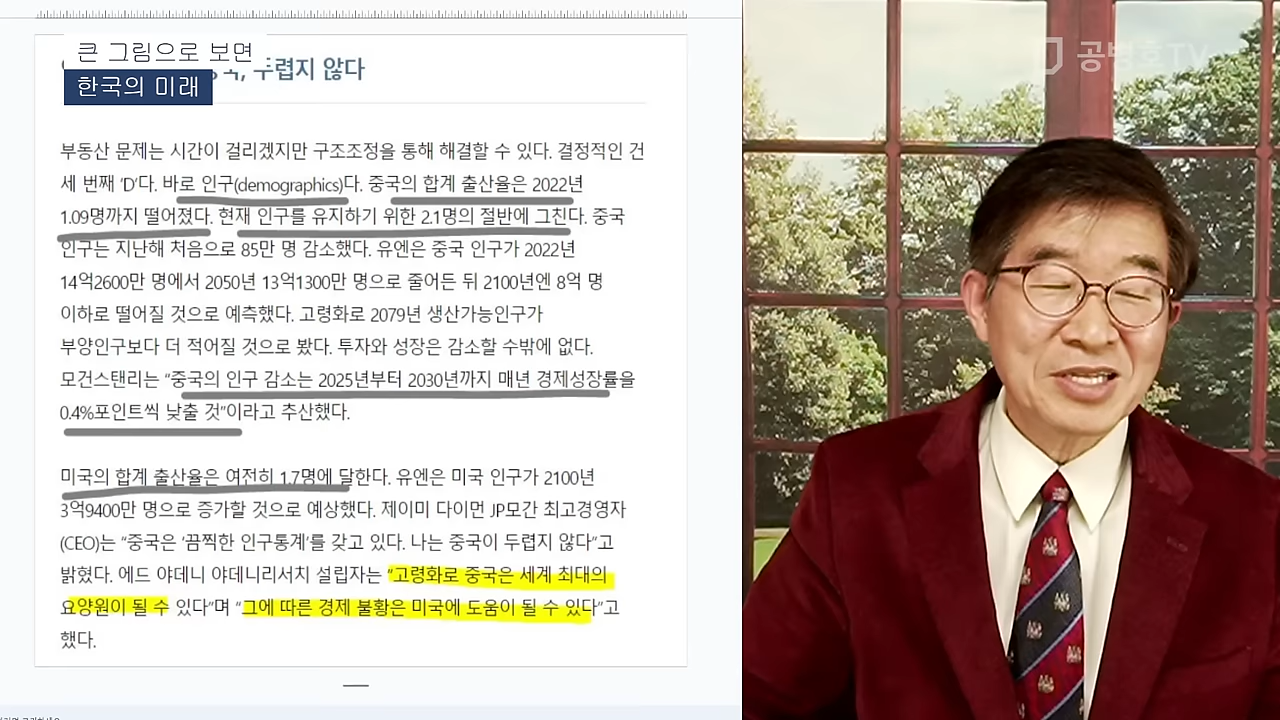 큰 그림으로 보면
한국의 미래
두렵지 않다
공병호TV
부동산 문제는 시간이 걸리겠지만 구조조정을 통해 해결할 수 있다. 결정적인 건
세 번째 ‘D’다. 바로 인구(demographics)다. 중국의 합계 출산율은 2022년
1.09명까지 떨어졌다. 현재 인구를 유지하기 위한 2.1명의 절반에 그친다. 중국
인구는 지난해 처음으로 85만 명 감소했다. 유엔은 중국 인구가 2022년
14억2600만 명에서 2050년 13억1300만 명으로 줄어든 뒤 2100년엔 8억 명
이하로 떨어질 것으로 예측했다. 고령화로 2079년 생산가능인구가
부양인구보다 더 적어질 것으로 봤다. 투자와 성장은 감소할 수밖에 없다.
모건스탠리는 “중국의 인구 감소는 2025년부터 2030년까지 매년 경제성장률을
0.4%포인트씩 낮출 것”이라고 추산했다.
미국의 합계 출산율은 여전히 1.7명에 달한다. 유엔은 미국 인구가 2100년
3억9400만 명으로 증가할 것으로 예상했다. 제이미 다이먼 JP모간 최고경영자
(CEO)는 “중국은 ‘끔찍한 인구통계’를 갖고 있다. 나는 중국이 두렵지 않다”고
밝혔다. 에드 야데니 야데니리서치 설립자는 “고령화로 중국은 세계 최대의
요양원이 될 수 있다”며 “그에 따른 경제 불황은 미국에 도움이 될 수 있다”고
했다.